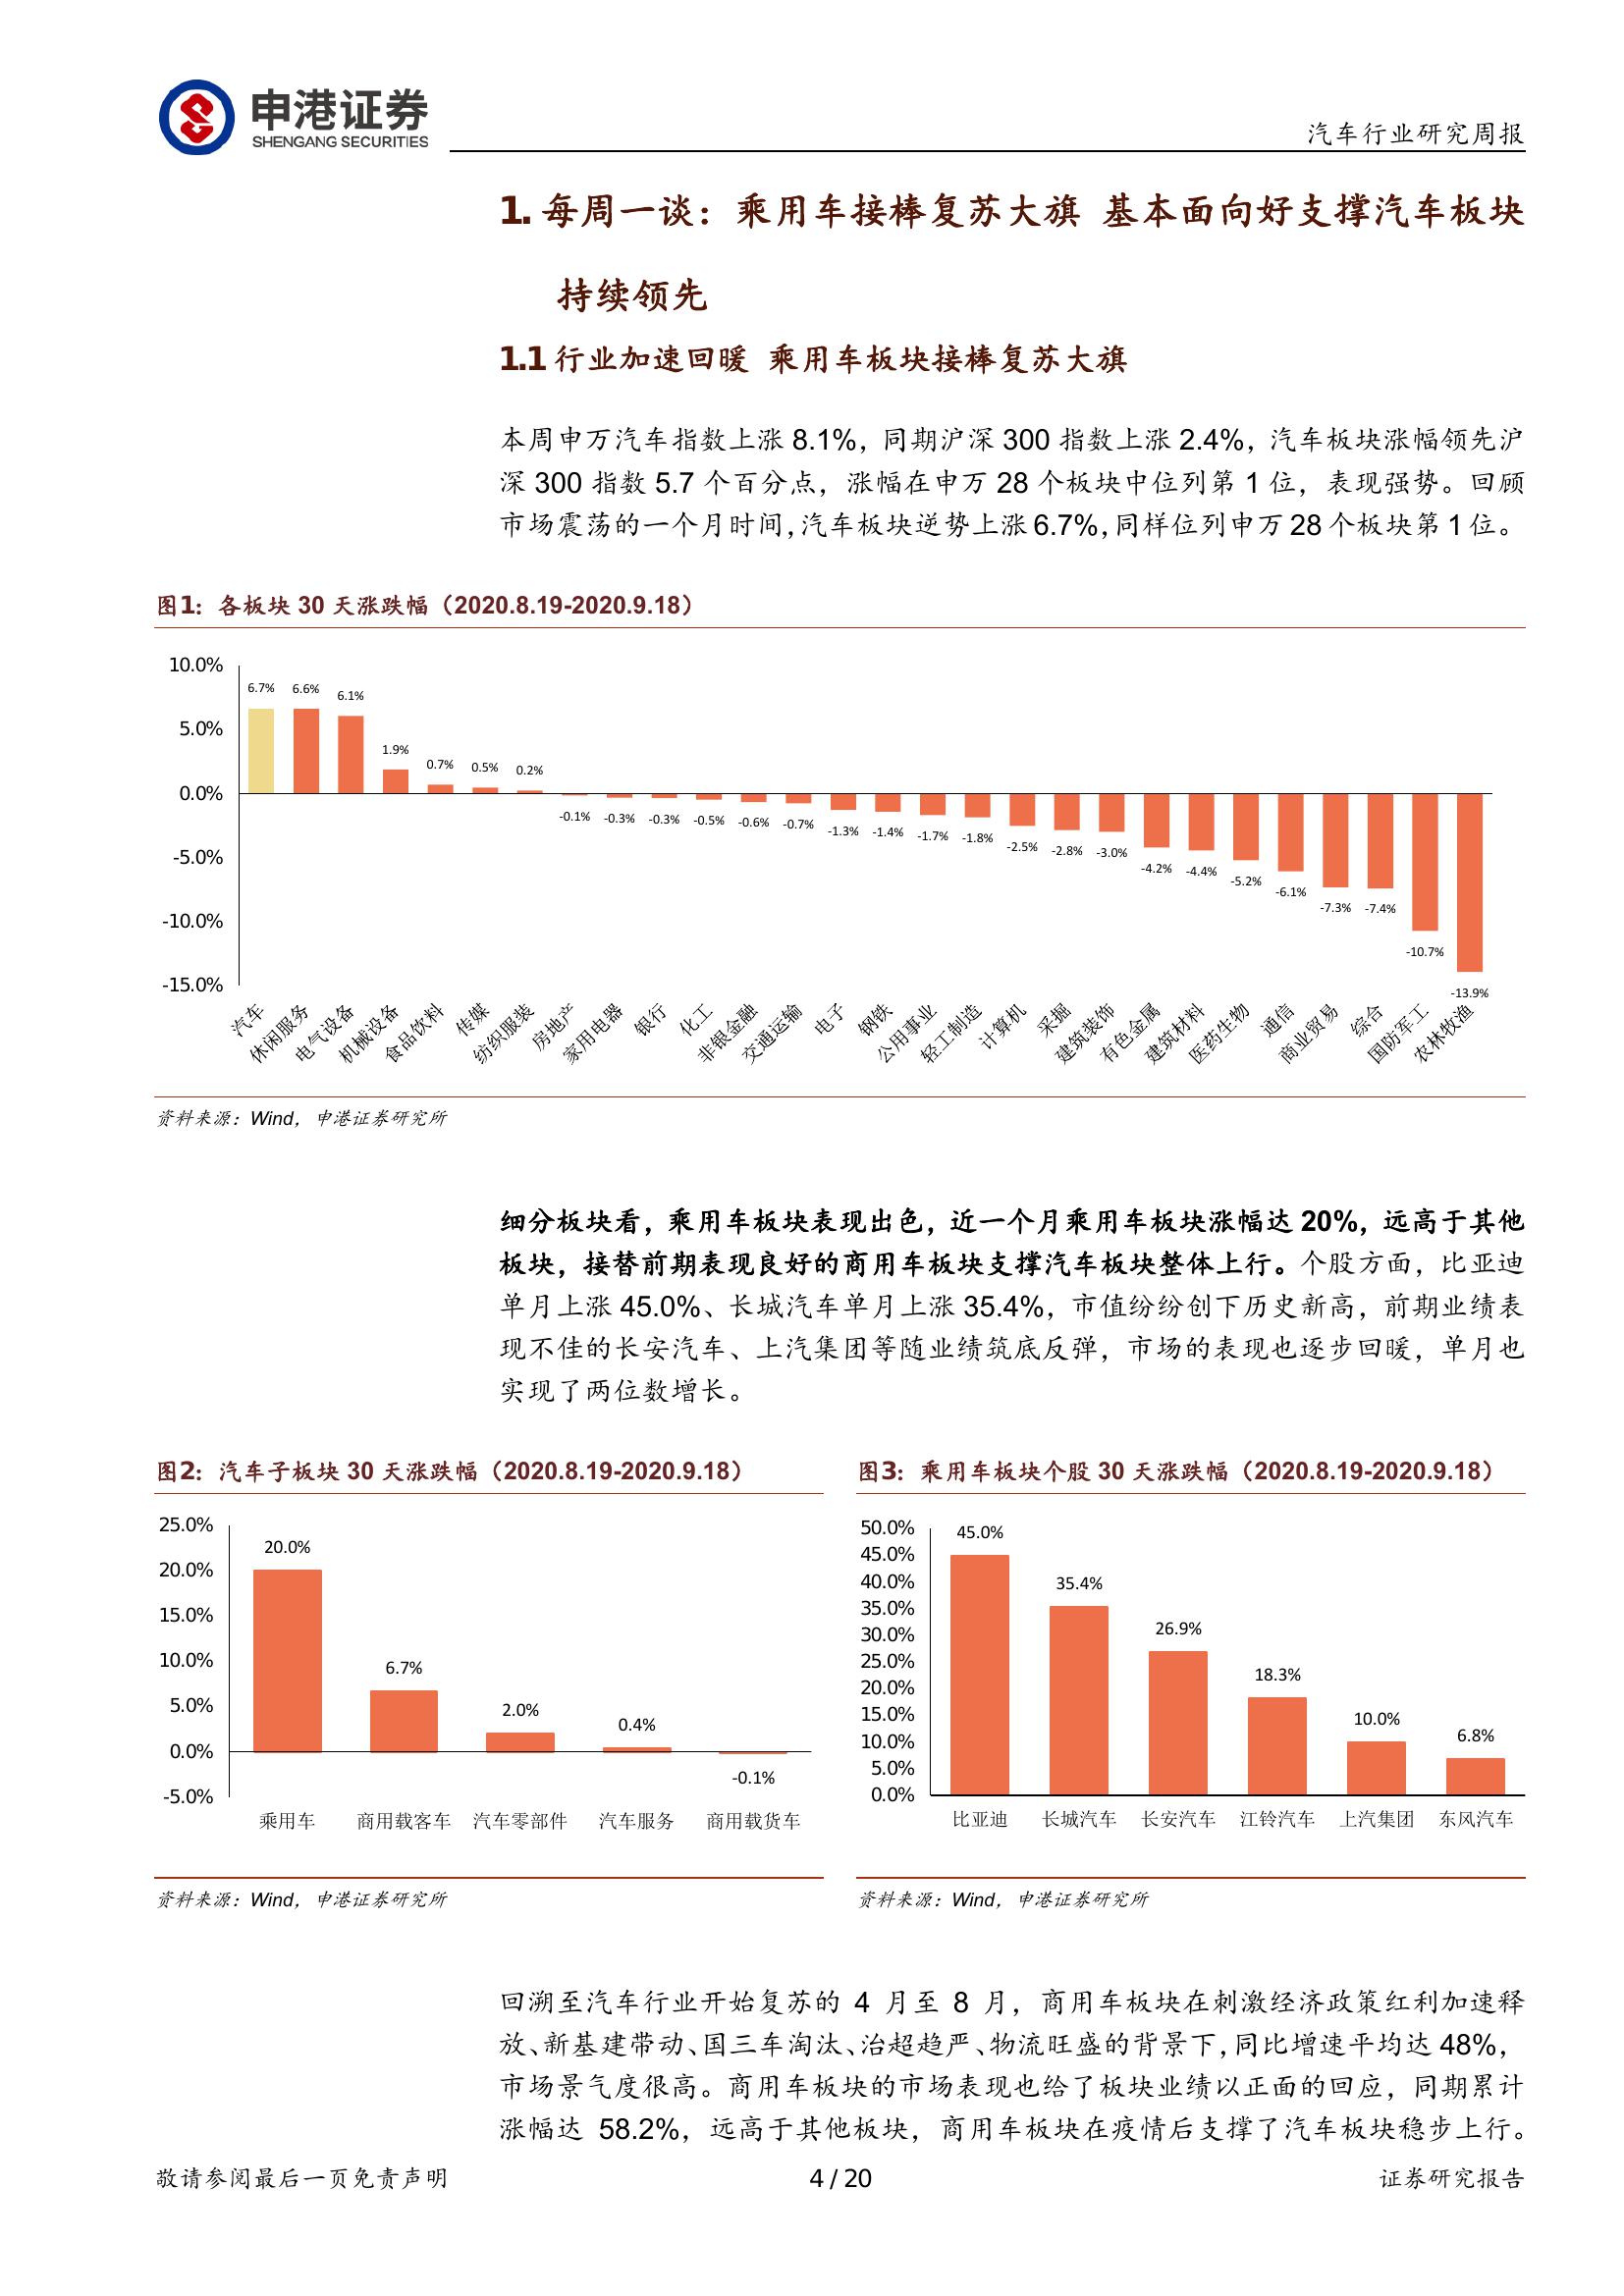 申港证券
SHENGANG SECURITIES
汽车行业研究周报
1. 每周一谈：乘用车接棒复苏大旗 基本面向好支撑汽车板块
持续领先
1.1 行业加速回暖 乘用车板块接棒复苏大旗
本周申万汽车指数上涨 8.1%，同期沪深 300 指数上涨 2.4%，汽车板块涨幅领先沪
深 300 指数 5.7 个百分点，涨幅在申万 28 个板块中位列第 1 位，表现强势。回顾
市场震荡的一个月时间，汽车板块逆势上涨 6.7%，同样位列申万 28 个板块第 1 位。
图1：各板块 30 天涨跌幅（2020.8.19-2020.9.18）
10.0%
5.0%
0.0%
-5.0%
-10.0%
-15.0%
6.7% 6.6% 6.1% 1.9% 0.7% 0.5% 0.2% -0.1% -0.3% -0.3% -0.5% -0.6% -0.7% -1.3% -1.4% -1.7% -1.8% -2.5% -2.8% -3.0% -4.2% -4.4% -5.2% -6.1% -7.3% -7.4% -10.7% -13.9%
汽车 休闲服务 电气设备 机械设备 食品饮料 传媒 纺织服装 房地产 家用电器 银行 化工 非银金融 交通运输 电子 钢铁 公用事业 轻工制造 计算机 采掘 建筑装饰 有色金属 建筑材料 医药生物 通信 商业贸易 综合 国防军工 农林牧渔
资料来源：Wind，申港证券研究所
细分板块看，乘用车板块表现出色，近一个月乘用车板块涨幅达 20%，远高于其他
板块，接替前期表现良好的商用车板块支撑汽车板块整体上行。个股方面，比亚迪
单月上涨 45.0%、长城汽车单月上涨 35.4%，市值纷纷创下历史新高，前期业绩表
现不佳的长安汽车、上汽集团等随业绩筑底反弹，市场的表现也逐步回暖，单月也
实现了两位数增长。
图2：汽车子板块 30 天涨跌幅（2020.8.19-2020.9.18）
25.0%
20.0%
15.0%
10.0%
5.0%
0.0%
-5.0%
20.0% 6.7% 2.0% 0.4% -0.1%
乘用车 商用载客车 汽车零部件 汽车服务 商用载货车
资料来源：Wind，申港证券研究所
图3：乘用车板块个股 30 天涨跌幅（2020.8.19-2020.9.18）
50.0%
45.0%
40.0%
35.0%
30.0%
25.0%
20.0%
15.0%
10.0%
5.0%
0.0%
45.0% 35.4% 26.9% 18.3% 10.0% 6.8%
比亚迪 长城汽车 长安汽车 江铃汽车 上汽集团 东风汽车
资料来源：Wind，申港证券研究所
回溯至汽车行业开始复苏的 4 月至 8 月，商用车板块在刺激经济政策红利加速释
放、新基建带动、国三车淘汰、治超趋严、物流旺盛的背景下，同比增速平均达 48%，
市场景气度很高。商用车板块的市场表现也给了板块业绩以正面的回应，同期累计
涨幅达 58.2%，远高于其他板块，商用车板块在疫情后支撑了汽车板块稳步上行。
敬请参阅最后一页免责声明
4 / 20
证券研究报告